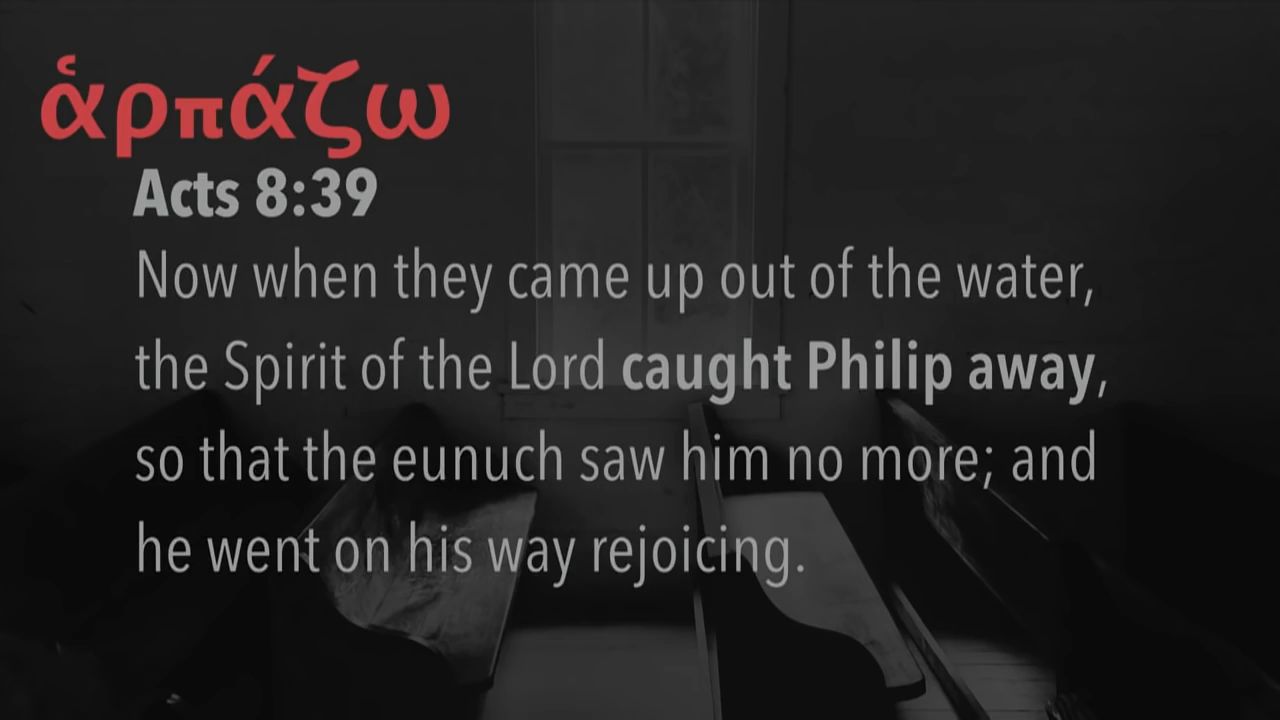 ἁρπάζω
Acts 8:39
Now when they came up out of the water,
the Spirit of the Lord caught Philip away,
so that the eunuch saw him no more; and
he went on his way rejoicing.